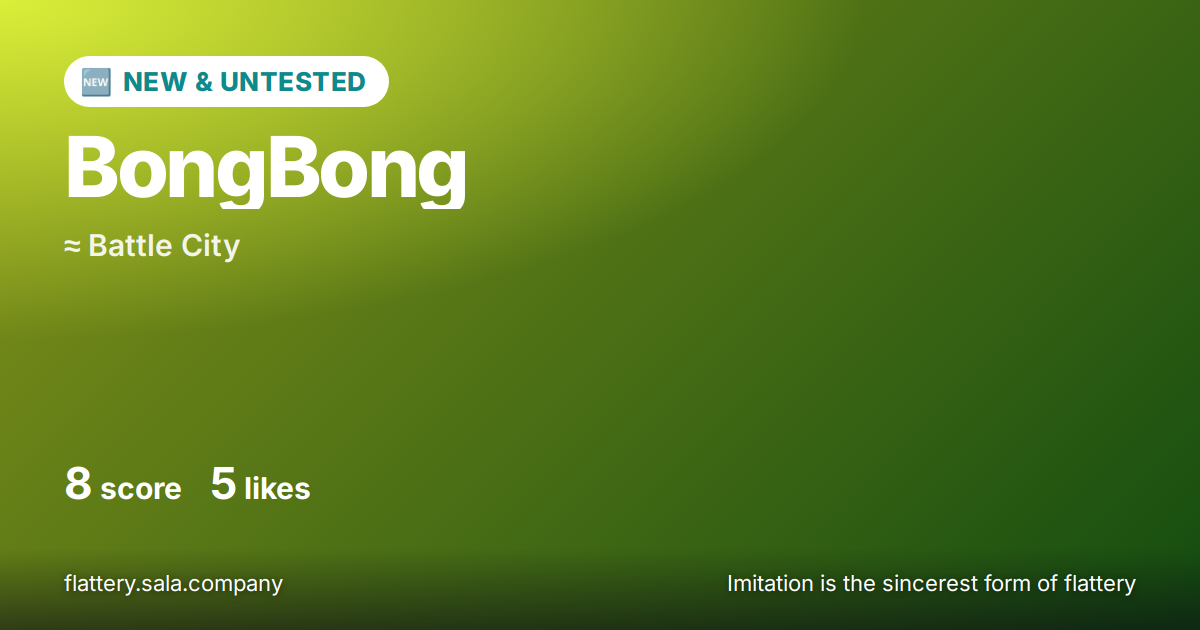 🆕 NEW & UNTESTED
BongBong
≈ Battle City
8 score 5 likes
flattery.sala.company
Imitation is the sincerest form of flattery